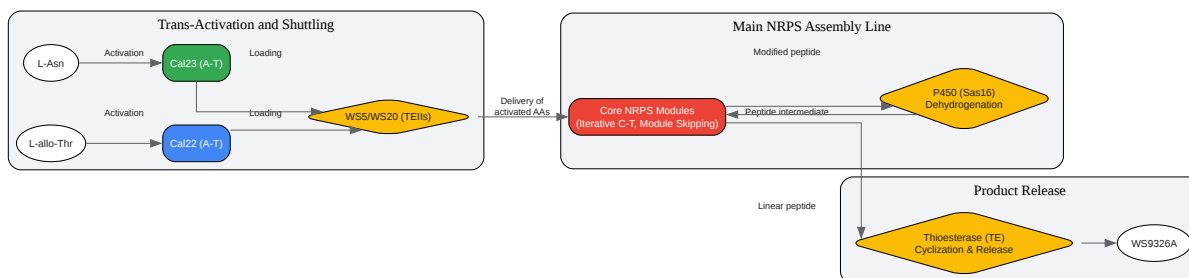 Trans-Activation and Shuttling
L-Asn
Activation
Cal23 (A-T)
Loading
Activation
Loading
L-allo-Thr
Cal22 (A-T)
WS5/WS20 (TEIIs)
Delivery of
activated AAs
Main NRPS Assembly Line
Modified peptide
Core NRPS Modules
(Iterative C-T, Module Skipping)
Peptide intermediate
P450 (Sas16)
Dehydrogenation
Linear peptide
Product Release
Thioesterase (TE)
Cyclization & Release
WS9326A